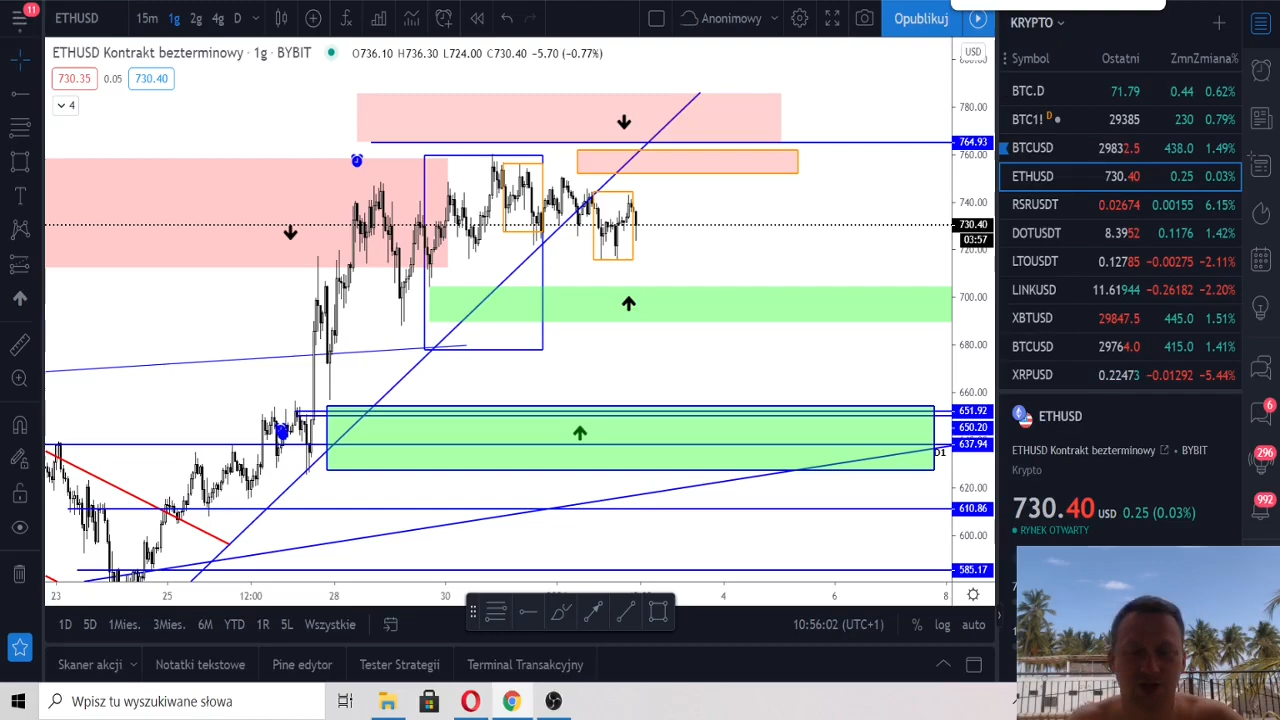 11
ETHUSD 15m 1g 2g 4g D
Anonimowy Opublikuj
ETHUSD Kontrakt bezterminowy · 1g · BYBIT O736.10 H736.30 L724.00 C730.40 −5.70 (−0.77%)
USD
730.35 0.05 730.40
4
780.00
764.93
760.00
740.00
730.40
03:57
720.00
700.00
680.00
660.00
651.92
650.20
637.94
D1
620.00
610.86
600.00
585.17
23 25 12:00 28 30 4 6 8
1D 5D 1Mies. 3Mies. 6M YTD 1R 5L Wszystkie
10:56:02 (UTC+1) % log auto
Skaner akcji Notatki tekstowe Pine edytor Tester Strategii Terminal Transakcyjny
Wpisz tu wyszukiwane słowa
KRYPTO
Symbol Ostatni Zmn Zmiana%
BTC.D 71.79 0.44 0.62%
BTC1! D 29385 230 0.79%
BTCUSD 29832.5 438.0 1.49%
ETHUSD 730.40 0.25 0.03%
RSRUSDT 0.02674 0.00155 6.15%
DOTUSDT 8.3952 0.1176 1.42%
LTOUSDT 0.12785 -0.00275 -2.11%
LINKUSD 11.61944 -0.26182 -2.20%
XBTUSD 29847.5 445.0 1.51%
BTCUSD 29764.0 415.0 1.41%
XRPUSD 0.22473 -0.01292 -5.44%
ETHUSD
ETHUSD Kontrakt bezterminowy · BYBIT
Krypto
730.40 USD 0.25 (0.03%)
RYNEK OTWARTY
6
296
992